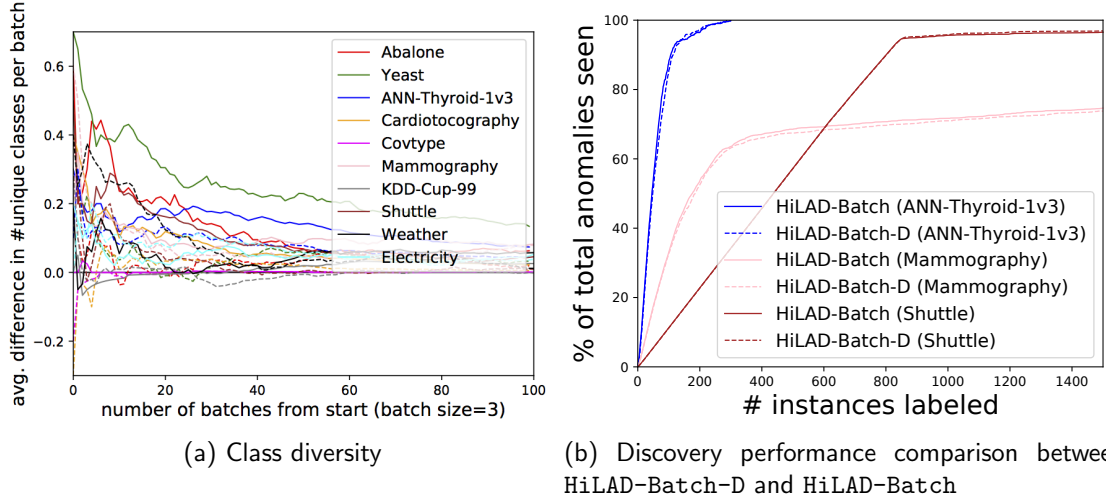 avg. difference in #unique classes per batch
0.6
0.4
0.2
0.0
−0.2
0
20
40
60
80
100
number of batches from start (batch size=3)
Abalone
Yeast
ANN-Thyroid-1v3
Cardiotocography
Covtype
Mammography
KDD-Cup-99
Shuttle
Weather
Electricity
(a) Class diversity
% of total anomalies seen
100
80
60
40
20
0
0
200
400
600
800
1000
1200
1400
# instances labeled
HiLAD-Batch (ANN-Thyroid-1v3)
HiLAD-Batch-D (ANN-Thyroid-1v3)
HiLAD-Batch (Mammography)
HiLAD-Batch-D (Mammography)
HiLAD-Batch (Shuttle)
HiLAD-Batch-D (Shuttle)
(b) Discovery performance comparison betwee
HiLAD-Batch-D and HiLAD-Batch